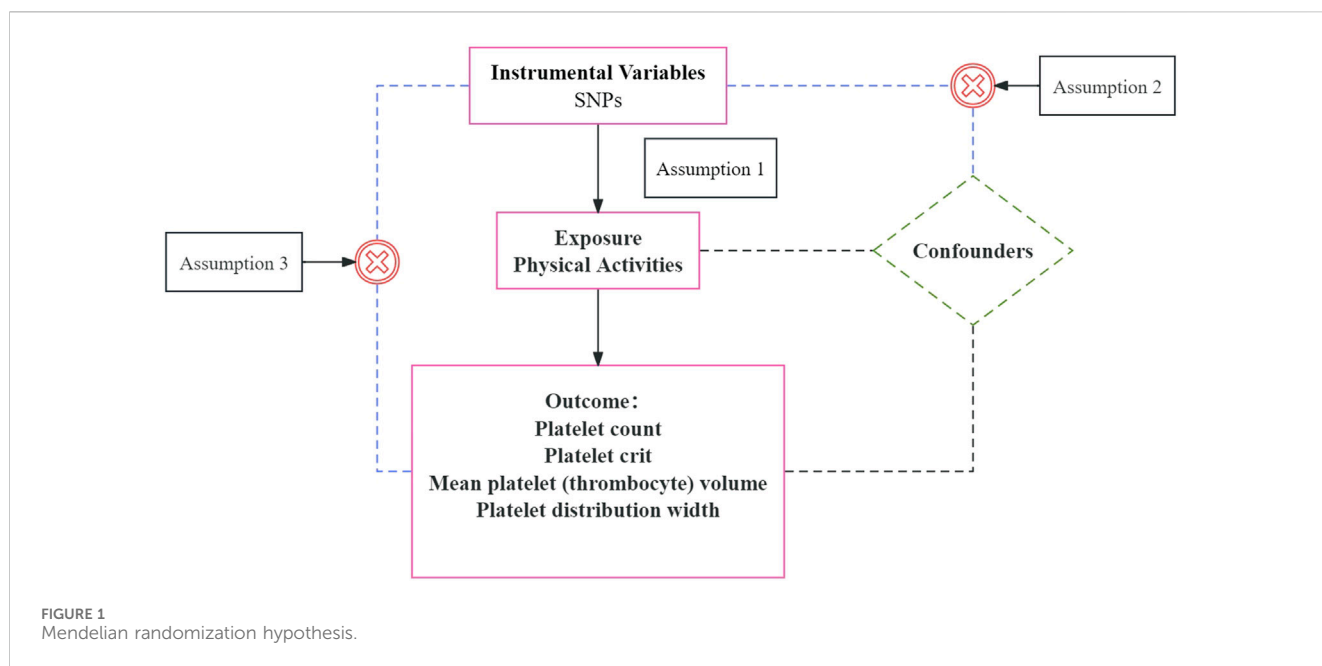 Instrumental Variables
SNPs
Assumption 2
Assumption 1
Exposure
Physical Activities
Confounders
Assumption 3
Outcome：
Platelet count
Platelet crit
Mean platelet (thrombocyte) volume
Platelet distribution width
FIGURE 1
Mendelian randomization hypothesis.